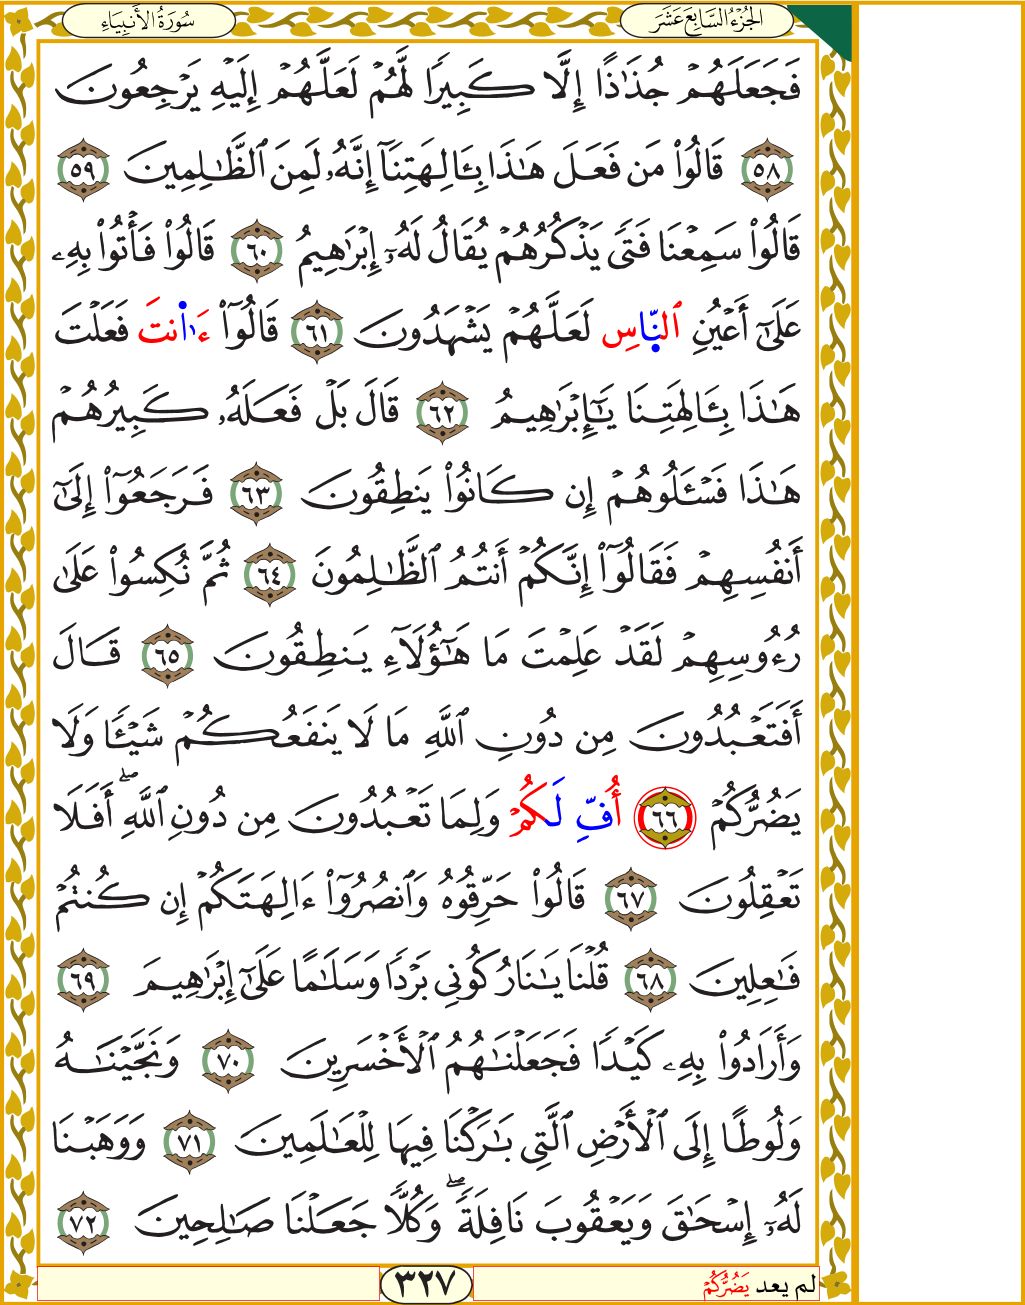 الجُزْءُ السَّابِعَ عَشَرَ
سُورَةُ الأَنبِيَاءِ
فَجَعَلَهُمْ جُذَٰذًا إِلَّا كَبِيرًا لَّهُمْ لَعَلَّهُمْ إِلَيْهِ يَرْجِعُونَ
٥٨ قَالُوا۟ مَن فَعَلَ هَٰذَا بِـَٔالِهَتِنَآ إِنَّهُۥ لَمِنَ ٱلظَّٰلِمِينَ ٥٩
قَالُوا۟ سَمِعْنَا فَتًى يَذْكُرُهُمْ يُقَالُ لَهُۥٓ إِبْرَٰهِيمُ ٦٠ قَالُوا۟ فَأْتُوا۟ بِهِۦ
عَلَىٰٓ أَعْيُنِ ٱلنَّاسِ لَعَلَّهُمْ يَشْهَدُونَ ٦١ قَالُوٓا۟ ءَا۬نتَ فَعَلْتَ
هَٰذَا بِـَٔالِهَتِنَا يَٰٓإِبْرَٰهِيمُ ٦٢ قَالَ بَلْ فَعَلَهُۥ كَبِيرُهُمْ
هَٰذَا فَسْـَٔلُوهُمْ إِن كَانُوا۟ يَنطِقُونَ ٦٣ فَرَجَعُوٓا۟ إِلَىٰٓ
أَنفُسِهِمْ فَقَالُوٓا۟ إِنَّكُمْ أَنتُمُ ٱلظَّٰلِمُونَ ٦٤ ثُمَّ نُكِسُوا۟ عَلَىٰ
رُءُوسِهِمْ لَقَدْ عَلِمْتَ مَا هَٰٓؤُلَآءِ يَنطِقُونَ ٦٥ قَالَ
أَفَتَعْبُدُونَ مِن دُونِ ٱللَّهِ مَا لَا يَنفَعُكُمْ شَيْـًٔا وَلَا
يَضُرُّكُمْ ٦٦ أُفِّ لَكُمْ وَلِمَا تَعْبُدُونَ مِن دُونِ ٱللَّهِۖ أَفَلَا
تَعْقِلُونَ ٦٧ قَالُوا۟ حَرِّقُوهُ وَٱنصُرُوٓا۟ ءَالِهَتَكُمْ إِن كُنتُمْ
فَٰعِلِينَ ٦٨ قُلْنَا يَٰنَارُ كُونِى بَرْدًا وَسَلَٰمًا عَلَىٰٓ إِبْرَٰهِيمَ ٦٩
وَأَرَادُوا۟ بِهِۦ كَيْدًا فَجَعَلْنَٰهُمُ ٱلْأَخْسَرِينَ ٧٠ وَنَجَّيْنَٰهُ
وَلُوطًا إِلَى ٱلْأَرْضِ ٱلَّتِى بَٰرَكْنَا فِيهَا لِلْعَٰلَمِينَ ٧١ وَوَهَبْنَا
لَهُۥٓ إِسْحَٰقَ وَيَعْقُوبَ نَافِلَةًۖ وَكُلًّا جَعَلْنَا صَٰلِحِينَ ٧٢
لم يعد يَضُرُّكُمْ
٣٢٧